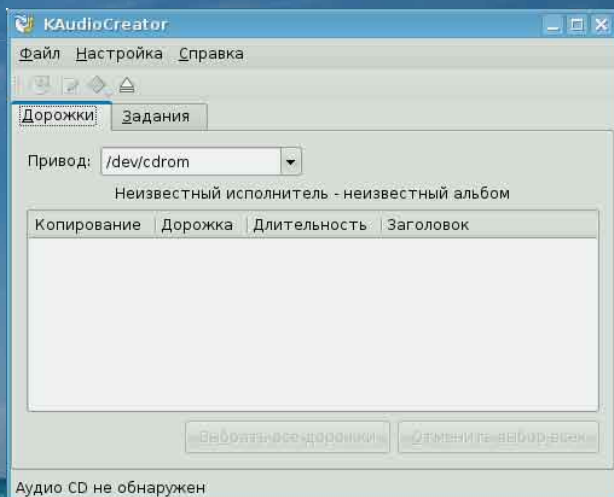 KAudioCreator
Файл Настройка Справка
Дорожки Задания
Привод: /dev/cdrom
Неизвестный исполнитель - неизвестный альбом
Копирование Дорожка Длительность Заголовок
Выбрать все дорожки Отменить выбор всех
Аудио CD не обнаружен